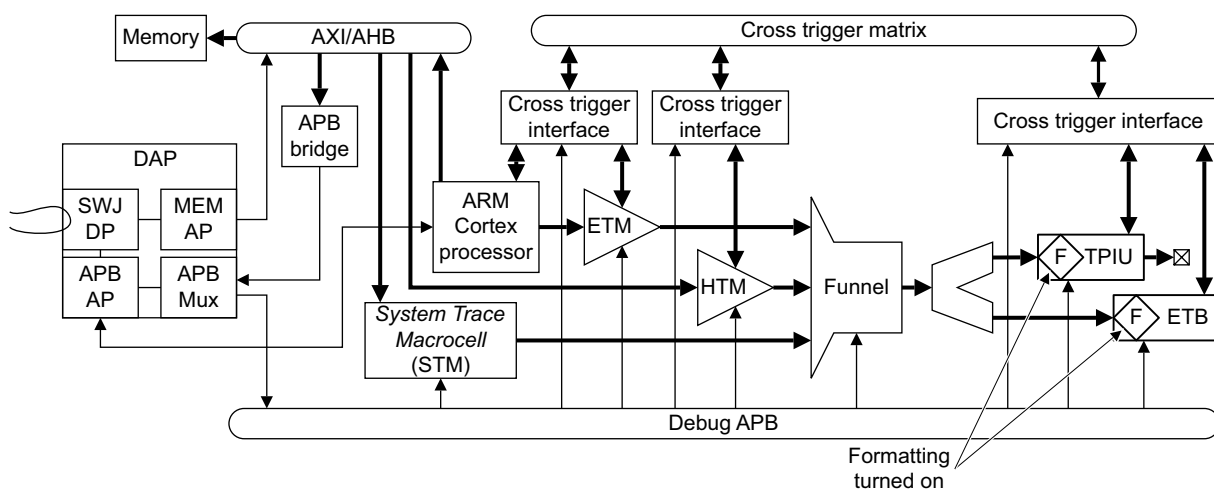 Memory
AXI/AHB
Cross trigger matrix
Cross trigger
interface
Cross trigger
interface
Cross trigger interface
APB
bridge
DAP
SWJ
DP
MEM
AP
APB
AP
APB
Mux
ARM
Cortex
processor
ETM
HTM
System Trace
Macrocell
(STM)
Funnel
F
TPIU
F
ETB
Debug APB
Formatting
turned on